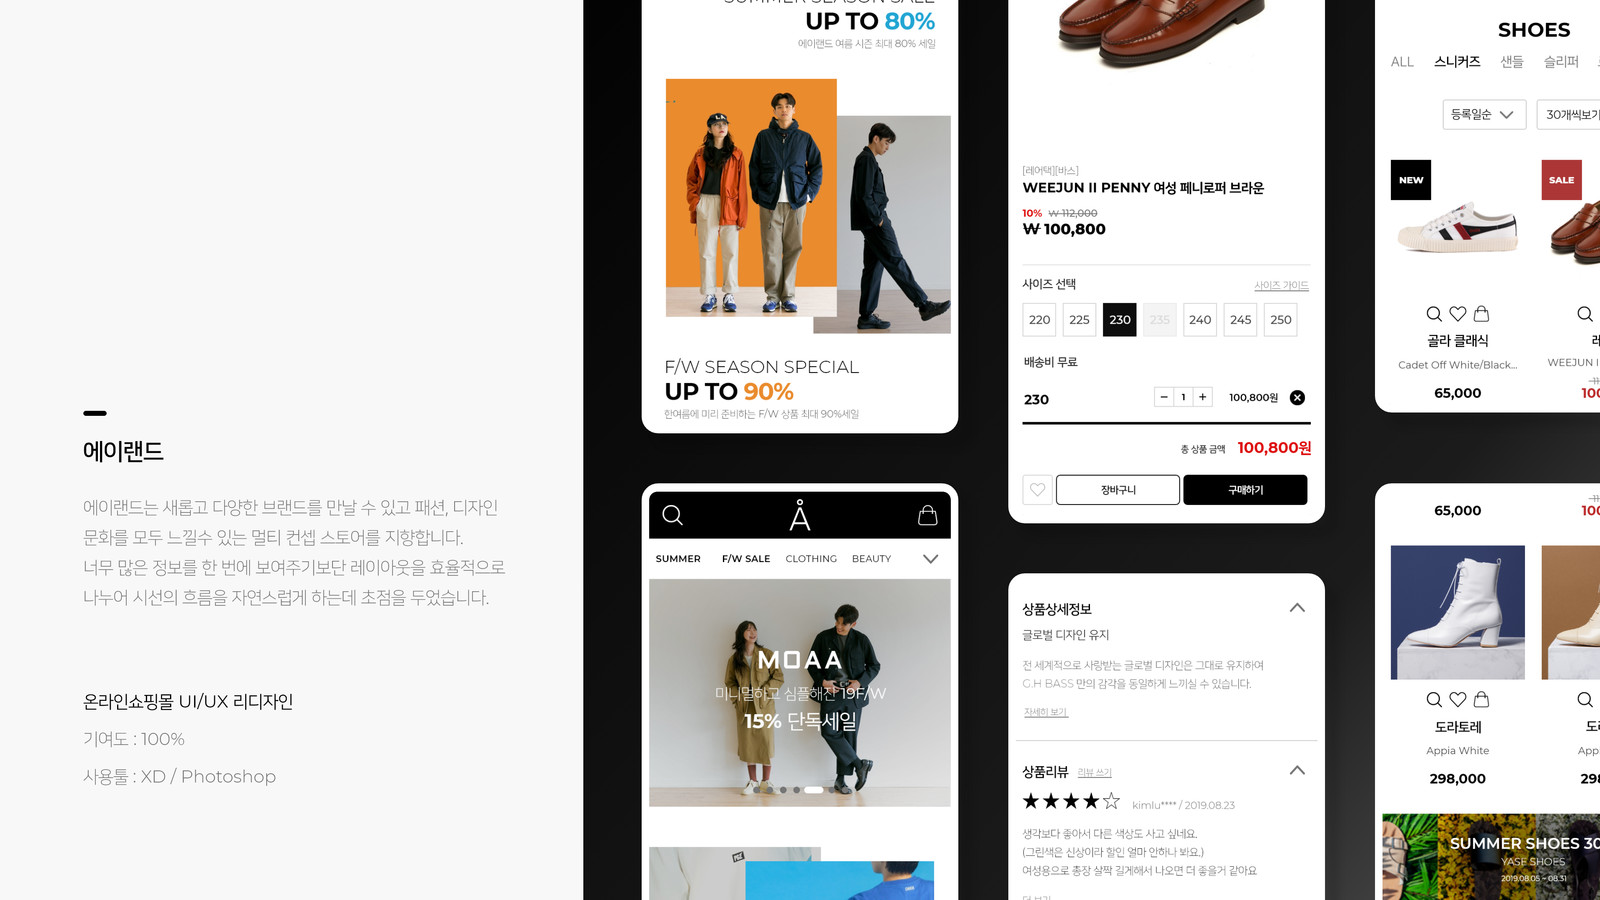 에이랜드
에이랜드는 새롭고 다양한 브랜드를 만날 수 있고 패션, 디자인
문화를 모두 느낄수 있는 멀티 컨셉 스토어를 지향합니다.
너무 많은 정보를 한 번에 보여주기보단 레이아웃을 효율적으로
나누어 시선의 흐름을 자연스럽게 하는데 초점을 두었습니다.
온라인쇼핑몰 UI/UX 리디자인
기여도 : 100%
사용툴 : XD / Photoshop
SUMMER SEASON SALE
UP TO 80%
에이랜드 여름 시즌 최대 80% 세일
F/W SEASON SPECIAL
UP TO 90%
한여름에 미리 준비하는 F/W 상품 최대 90%세일
Å
SUMMER F/W SALE CLOTHING BEAUTY
MOAA
미니멀하고 심플해진 19F/W
15% 단독세일
[레어택][바스]
WEEJUN II PENNY 여성 페니로퍼 브라운
10% ₩ 112,000
₩ 100,800
사이즈 선택 사이즈 가이드
220 225 230 235 240 245 250
배송비 무료
230 1 100,800원
총 상품 금액 100,800원
장바구니 구매하기
상품상세정보
글로벌 디자인 유지
전 세계적으로 사랑받는 글로벌 디자인은 그대로 유지하여
G.H BASS 만의 감각을 동일하게 느끼실 수 있습니다.
자세히 보기
상품리뷰 리뷰 쓰기
kimlu**** / 2019.08.23
생각보다 좋아서 다른 색상도 사고 싶네요.
(그린색은 신상이라 할인 얼마 안하나 봐요.)
여성용으로 총장 살짝 길게해서 나오면 더 좋을거 같아요
SHOES
ALL 스니커즈 샌들 슬리퍼
등록일순 30개씩보기
NEW SALE
골라 클래식
Cadet Off White/Black...
WEEJUN I
65,000
65,000
도라토레
Appia White
298,000
SUMMER SHOES 30
YASE SHOES
2019.08.05 ~ 08.31